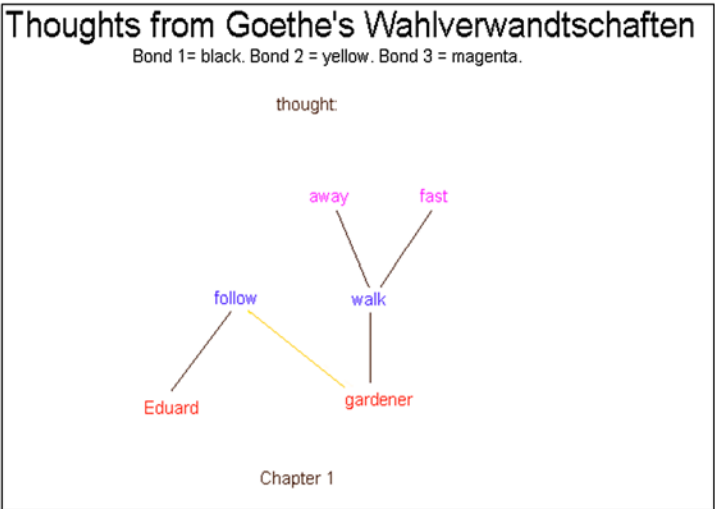 Thoughts from Goethe's Wahlverwandtschaften
Bond 1= black. Bond 2 = yellow. Bond 3 = magenta.
thought:
away fast
follow walk
Eduard gardener
Chapter 1